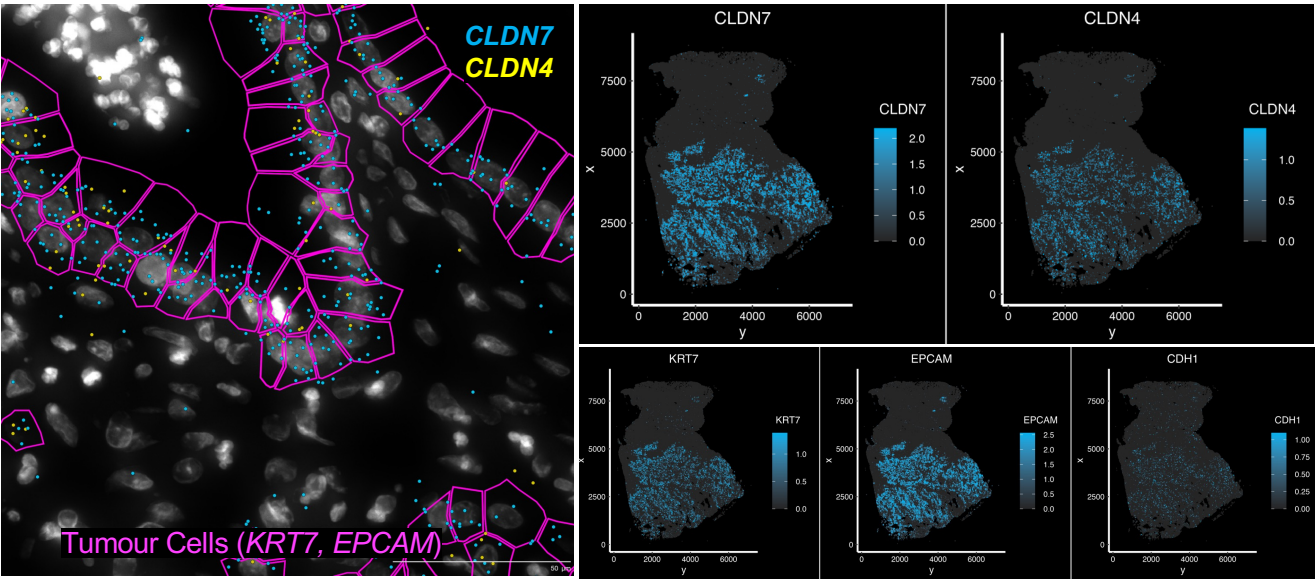 CLDN7
CLDN4
Tumour Cells (KRT7, EPCAM)
50 μm
CLDN7
7500
5000
2500
0
x
0
2000
4000
6000
y
CLDN7
2.0
1.5
1.0
0.5
0.0
CLDN4
7500
5000
2500
0
x
0
2000
4000
6000
y
CLDN4
1.0
0.5
0.0
KRT7
7500
5000
2500
0
x
0
2000
4000
6000
y
KRT7
1.0
0.5
0.0
EPCAM
7500
5000
2500
0
x
0
2000
4000
6000
y
EPCAM
2.5
2.0
1.5
1.0
0.5
0.0
CDH1
7500
5000
2500
0
x
0
2000
4000
6000
y
CDH1
1.00
0.75
0.50
0.25
0.00